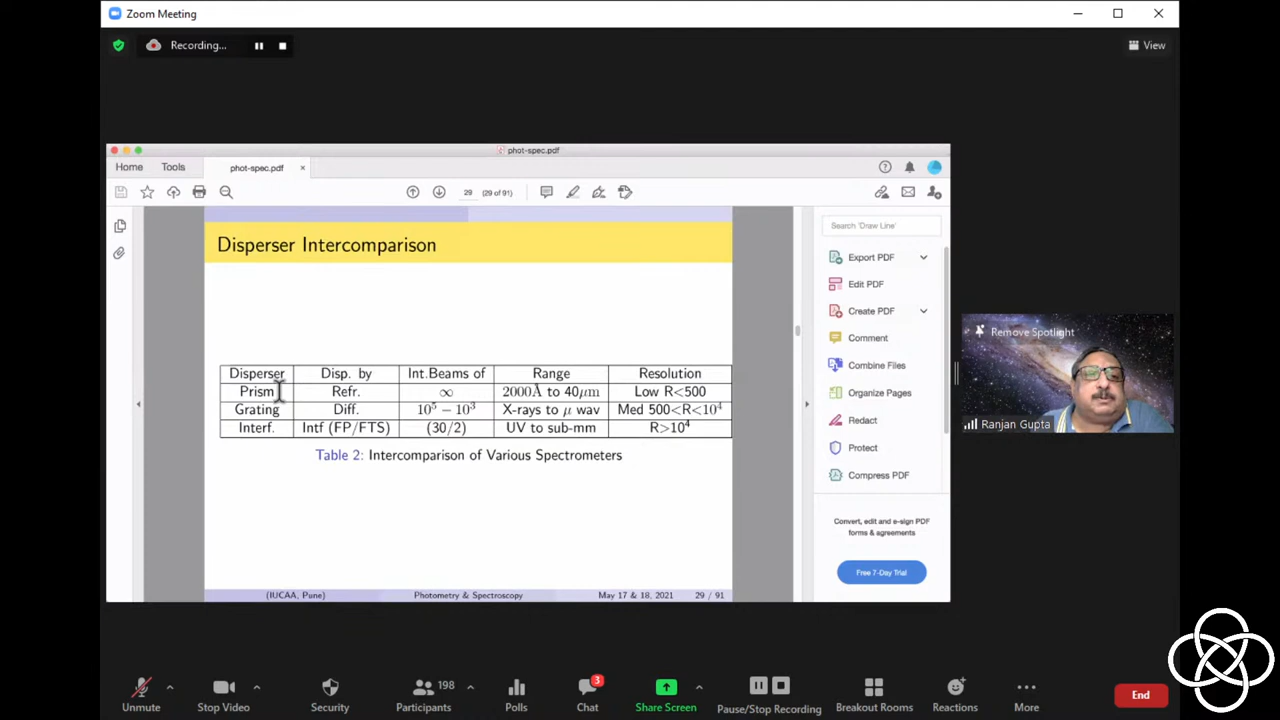 Zoom Meeting
Recording...
View
phot-spec.pdf
Home Tools phot-spec.pdf ×
29 (29 of 91)
Disperser Intercomparison
Disperser Disp. by Int.Beams of Range Resolution
Prism Refr. ∞ 2000Å to 40μm Low R<500
Grating Diff. 10⁵ − 10³ X-rays to μ wav Med 500<R<10⁴
Interf. Intf (FP/FTS) (30/2) UV to sub-mm R>10⁴
Table 2: Intercomparison of Various Spectrometers
(IUCAA, Pune) Photometry & Spectroscopy May 17 & 18, 2021 29 / 91
Search 'Draw Line'
Export PDF
Edit PDF
Create PDF
Comment
Combine Files
Organize Pages
Redact
Protect
Compress PDF
Convert, edit and e-sign PDF
forms & agreements
Free 7-Day Trial
Remove Spotlight
Ranjan Gupta
198 3
Unmute Stop Video Security Participants Polls Chat Share Screen Pause/Stop Recording Breakout Rooms Reactions More End